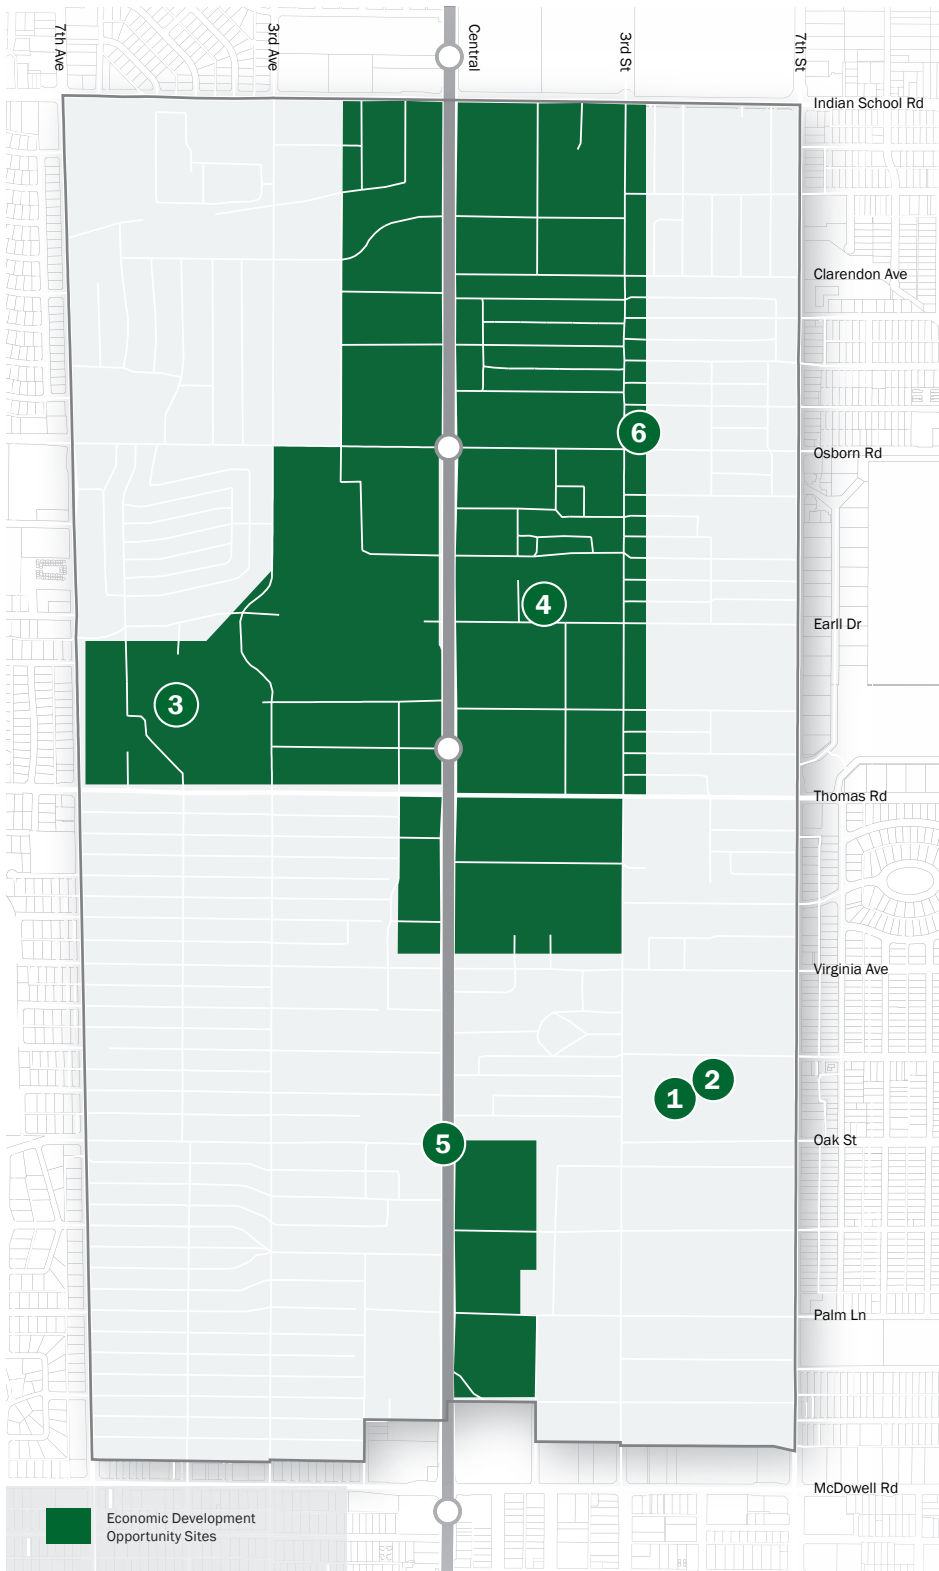 7th Ave
3rd Ave
Central
3rd St
7th St
Indian School Rd
Clarendon Ave
6
Osborn Rd
4
Earll Dr
3
Thomas Rd
Virginia Ave
2
1
5
Oak St
Palm Ln
McDowell Rd
Economic Development
Opportunity Sites